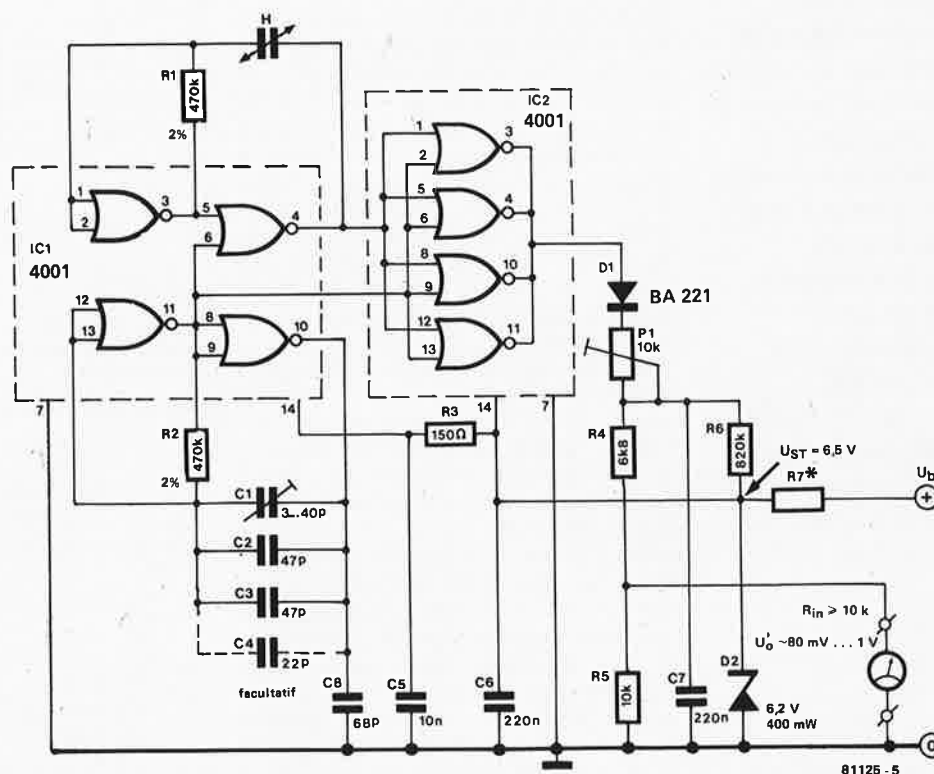 H
R1
470k
2%
IC2
4001
1
2
3
5
6
4
8
9
10
12
13
11
1
2
3
5
6
4
IC1
4001
12
13
11
8
9
10
7
14
14
7
D1
BA 221
P1
10k
R3
150Ω
R2
470k
2%
R4
6k8
R6
820k
U_ST = 6,5 V
R7*
U_b
+
C1
3...40p
C2
47p
C3
47p
C4
22p
facultatif
C8
68p
C5
10n
C6
220n
R5
10k
C7
220n
D2
6,2 V
400 mW
R_in ⩾ 10 k
U'_o ~80 mV ... 1 V
0
81125 - 5